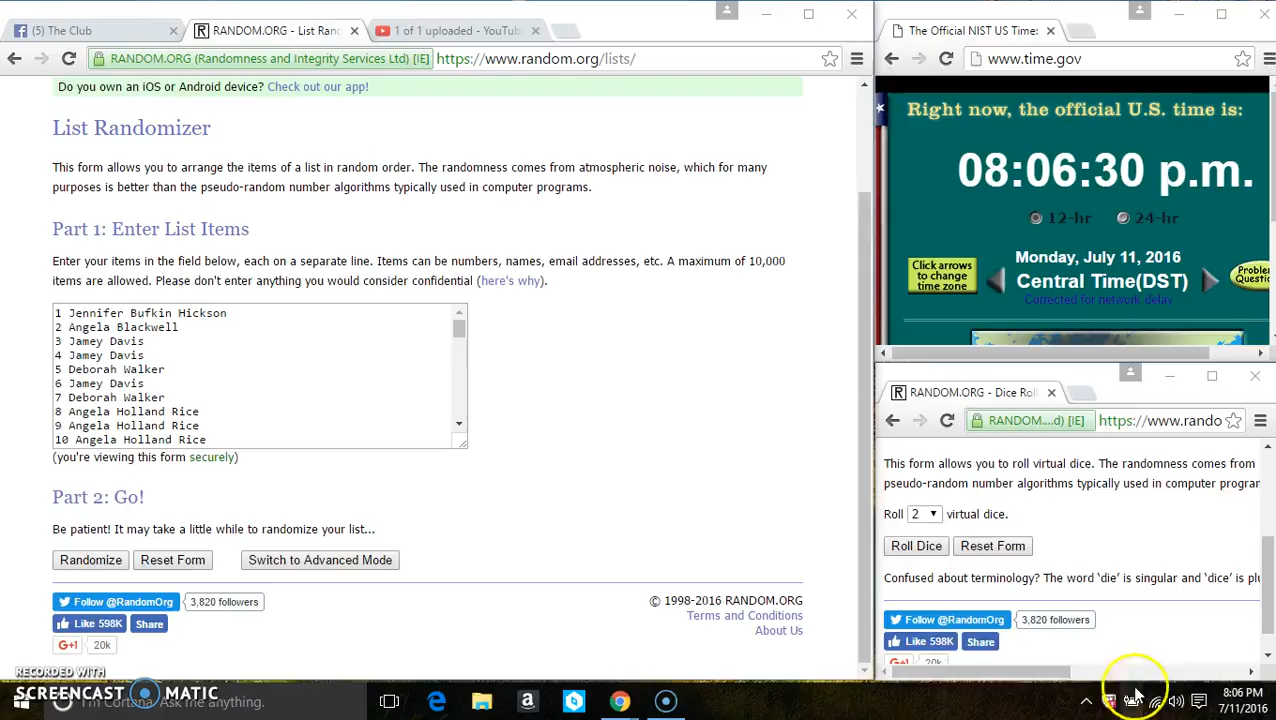 (5) The Club
RANDOM.ORG - List Ran
1 of 1 uploaded - YouTub
RANDOM.ORG (Randomness and Integrity Services Ltd) [IE]
https://www.random.org/lists/
Do you own an iOS or Android device? Check out our app!
List Randomizer
This form allows you to arrange the items of a list in random order. The randomness comes from atmospheric noise, which for many
purposes is better than the pseudo-random number algorithms typically used in computer programs.
Part 1: Enter List Items
Enter your items in the field below, each on a separate line. Items can be numbers, names, email addresses, etc. A maximum of 10,000
items are allowed. Please don't enter anything you would consider confidential (here's why).
1 Jennifer Bufkin Hickson
2 Angela Blackwell
3 Jamey Davis
4 Jamey Davis
5 Deborah Walker
6 Jamey Davis
7 Deborah Walker
8 Angela Holland Rice
9 Angela Holland Rice
10 Angela Holland Rice
(you're viewing this form securely)
Part 2: Go!
Be patient! It may take a little while to randomize your list...
Randomize
Reset Form
Switch to Advanced Mode
Follow @RandomOrg
3,820 followers
Like 598K
Share
G+1
20k
© 1998-2016 RANDOM.ORG
Terms and Conditions
About Us
The Official NIST US Time:
www.time.gov
Right now, the official U.S. time is:
08:06:30 p.m.
12-hr
24-hr
Click arrows
to change
time zone
Monday, July 11, 2016
Central Time(DST)
Corrected for network delay
Problem
Questi
RANDOM.ORG - Dice Roll
RANDOM....d) [IE]
https://www.rando
This form allows you to roll virtual dice. The randomness comes from
pseudo-random number algorithms typically used in computer program
Roll 2 virtual dice.
Roll Dice
Reset Form
Confused about terminology? The word 'die' is singular and 'dice' is plu
Follow @RandomOrg
3,820 followers
Like 598K
Share
G+1
20k
RECORDED WITH
SCREENCAST MATIC
I'm Cortana. Ask me anything.
8:06 PM
7/11/2016